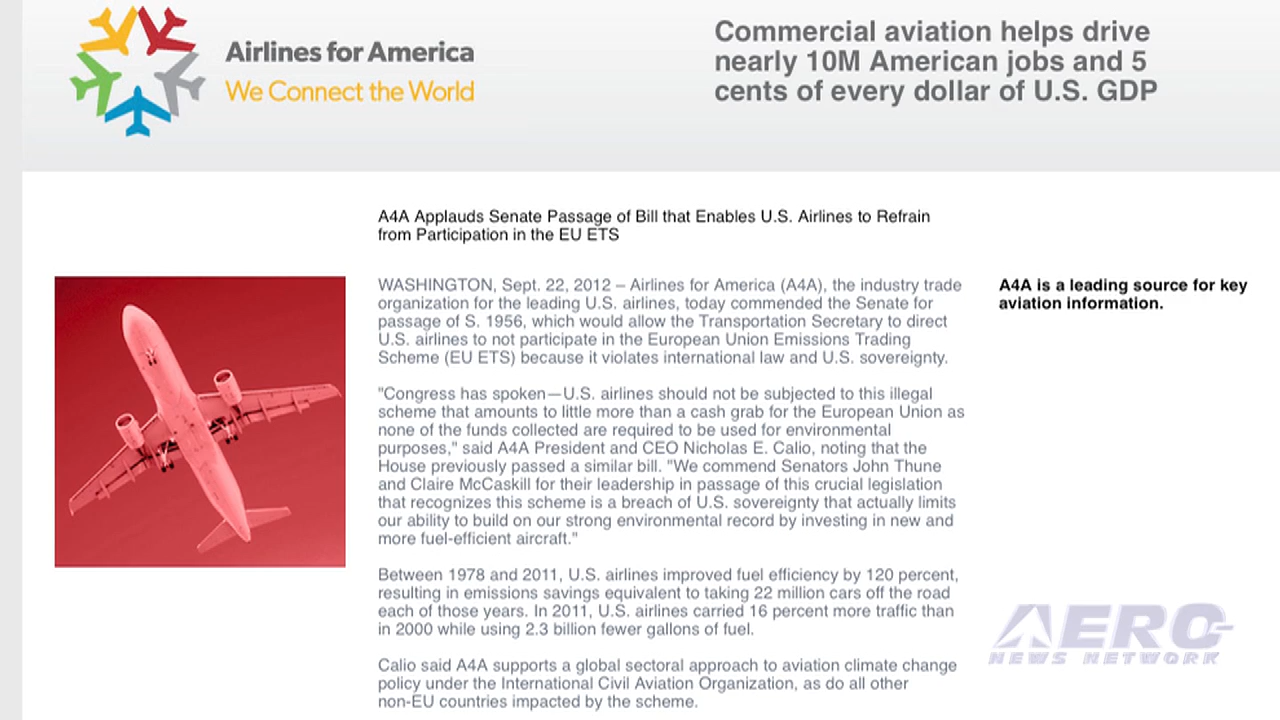 Airlines for America
We Connect the World
Commercial aviation helps drive
nearly 10M American jobs and 5
cents of every dollar of U.S. GDP
A4A Applauds Senate Passage of Bill that Enables U.S. Airlines to Refrain
from Participation in the EU ETS
WASHINGTON, Sept. 22, 2012 – Airlines for America (A4A), the industry trade
organization for the leading U.S. airlines, today commended the Senate for
passage of S. 1956, which would allow the Transportation Secretary to direct
U.S. airlines to not participate in the European Union Emissions Trading
Scheme (EU ETS) because it violates international law and U.S. sovereignty.
"Congress has spoken—U.S. airlines should not be subjected to this illegal
scheme that amounts to little more than a cash grab for the European Union as
none of the funds collected are required to be used for environmental
purposes," said A4A President and CEO Nicholas E. Calio, noting that the
House previously passed a similar bill. "We commend Senators John Thune
and Claire McCaskill for their leadership in passage of this crucial legislation
that recognizes this scheme is a breach of U.S. sovereignty that actually limits
our ability to build on our strong environmental record by investing in new and
more fuel-efficient aircraft."
Between 1978 and 2011, U.S. airlines improved fuel efficiency by 120 percent,
resulting in emissions savings equivalent to taking 22 million cars off the road
each of those years. In 2011, U.S. airlines carried 16 percent more traffic than
in 2000 while using 2.3 billion fewer gallons of fuel.
Calio said A4A supports a global sectoral approach to aviation climate change
policy under the International Civil Aviation Organization, as do all other
non-EU countries impacted by the scheme.
A4A is a leading source for key
aviation information.
AERO
NEWS NETWORK